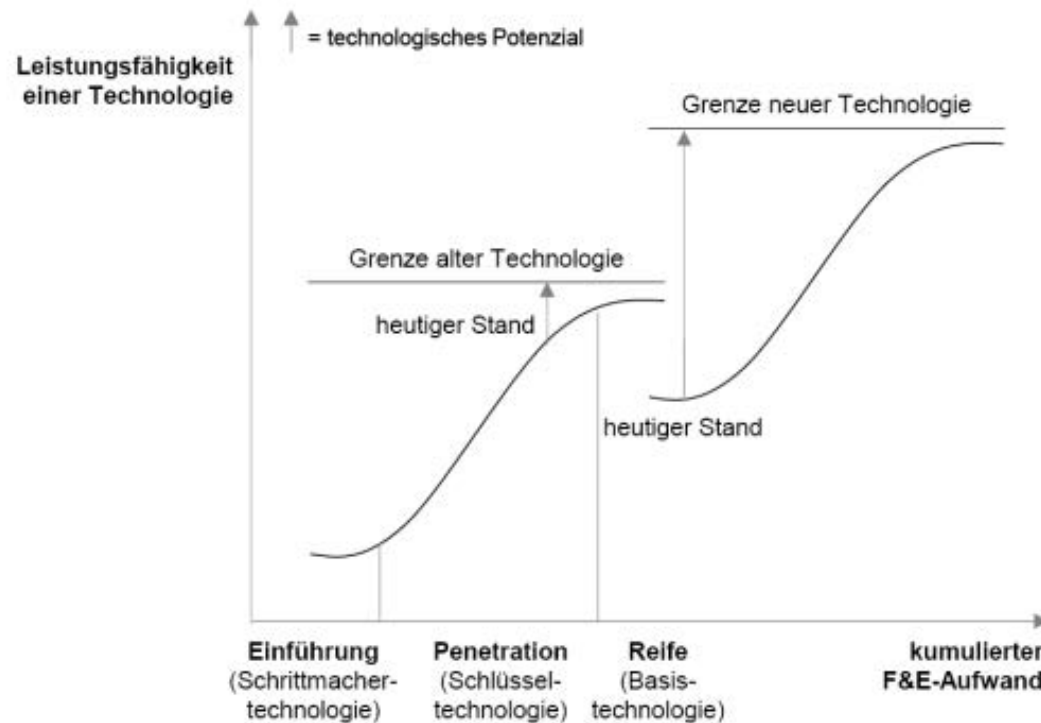 = technologisches Potenzial
Leistungsfähigkeit
einer Technologie
Grenze neuer Technologie
Grenze alter Technologie
heutiger Stand
heutiger Stand
Einführung
(Schrittmacher-
technologie)
Penetration
(Schlüssel-
technologie)
Reife
(Basis-
technologie)
kumulierter
F&E-Aufwand